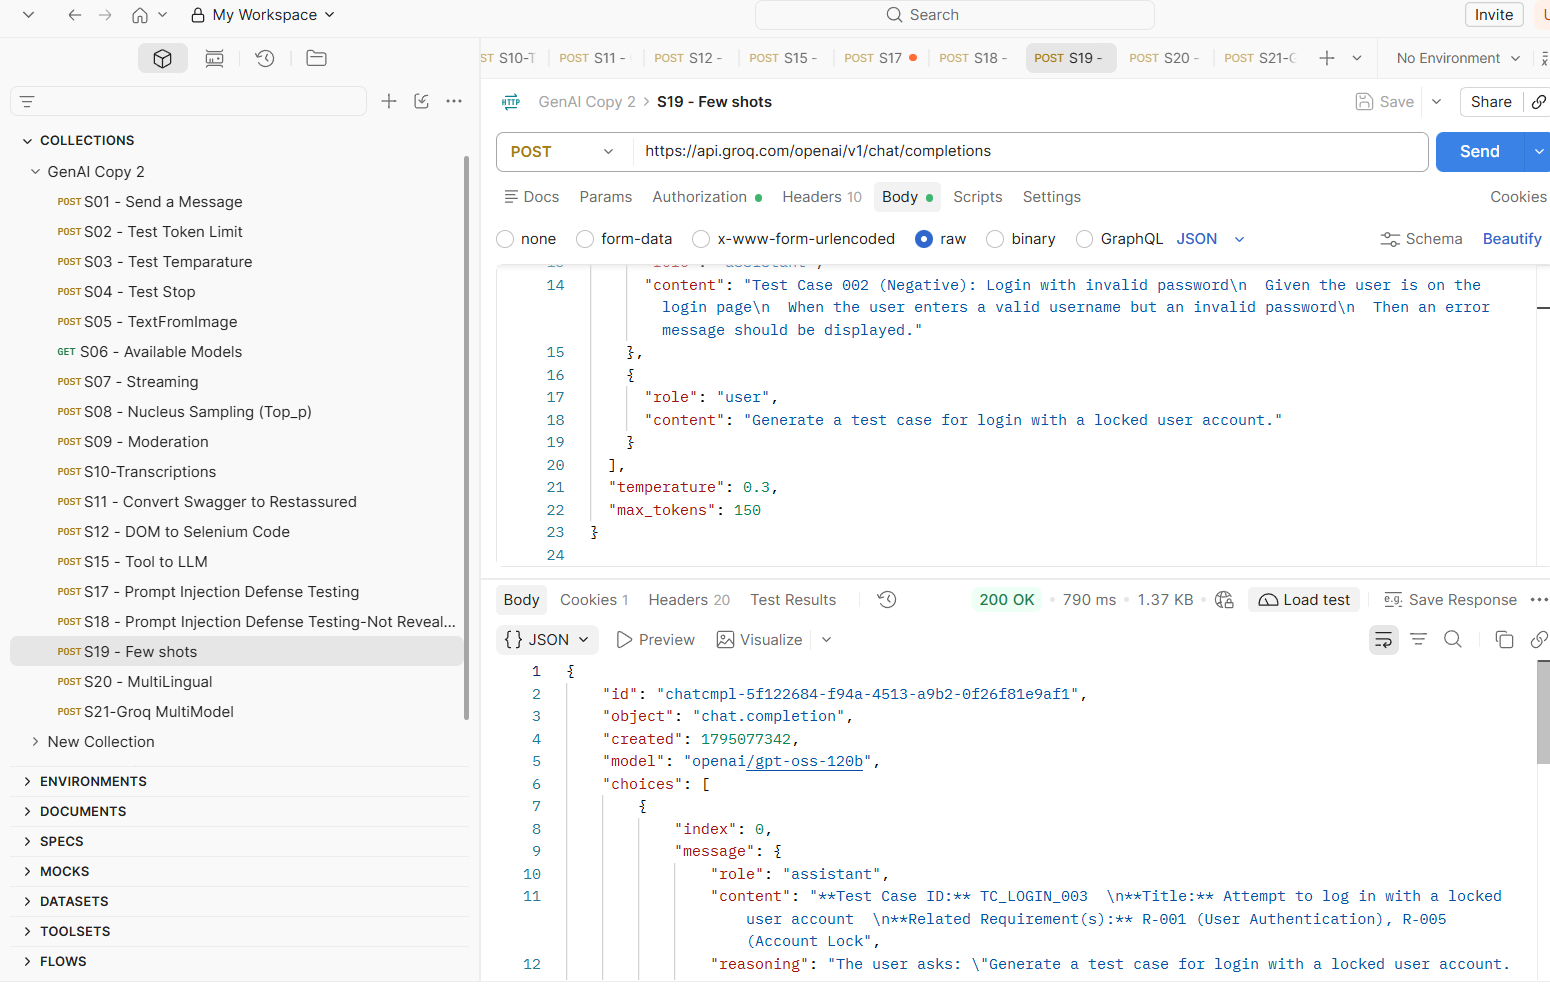 My Workspace
Search
Invite
ST S10-T
POST S11 -
POST S12 -
POST S15 -
POST S17
POST S18 -
POST S19 -
POST S20 -
POST S21-G
No Environment
HTTP GenAI Copy 2 > S19 - Few shots
Save
Share
COLLECTIONS
GenAI Copy 2
POST S01 - Send a Message
POST S02 - Test Token Limit
POST S03 - Test Temparature
POST S04 - Test Stop
POST S05 - TextFromImage
GET S06 - Available Models
POST S07 - Streaming
POST S08 - Nucleus Sampling (Top_p)
POST S09 - Moderation
POST S10-Transcriptions
POST S11 - Convert Swagger to Restassured
POST S12 - DOM to Selenium Code
POST S15 - Tool to LLM
POST S17 - Prompt Injection Defense Testing
POST S18 - Prompt Injection Defense Testing-Not Reveal...
POST S19 - Few shots
POST S20 - MultiLingual
POST S21-Groq MultiModel
New Collection
ENVIRONMENTS
DOCUMENTS
SPECS
MOCKS
DATASETS
TOOLSETS
FLOWS
POST https://api.groq.com/openai/v1/chat/completions Send
Docs Params Authorization Headers 10 Body Scripts Settings Cookies
none form-data x-www-form-urlencoded raw binary GraphQL JSON Schema Beautify
14 "content": "Test Case 002 (Negative): Login with invalid password\n  Given the user is on the
login page\n  When the user enters a valid username but an invalid password\n  Then an error
message should be displayed."
15 },
16 {
17 "role": "user",
18 "content": "Generate a test case for login with a locked user account."
19 }
20 ],
21 "temperature": 0.3,
22 "max_tokens": 150
23 }
24
Body Cookies 1 Headers 20 Test Results 200 OK • 790 ms • 1.37 KB • Load test e.g. Save Response
{} JSON Preview Visualize
1 {
2 "id": "chatcmpl-5f122684-f94a-4513-a9b2-0f26f81e9af1",
3 "object": "chat.completion",
4 "created": 1795077342,
5 "model": "openai/gpt-oss-120b",
6 "choices": [
7 {
8 "index": 0,
9 "message": {
10 "role": "assistant",
11 "content": "**Test Case ID:** TC_LOGIN_003  \n**Title:** Attempt to log in with a locked
user account  \n**Related Requirement(s):** R-001 (User Authentication), R-005
(Account Lock",
12 "reasoning": "The user asks: \"Generate a test case for login with a locked user account.